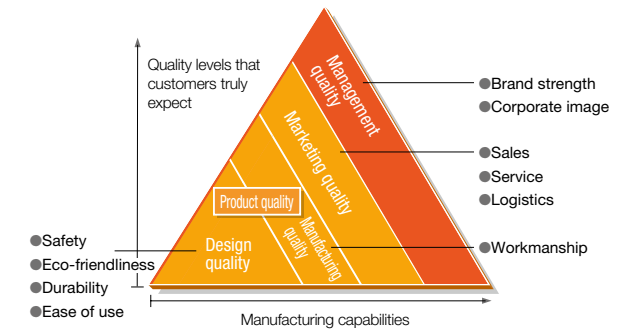 Quality levels that
customers truly
expect
Management
quality
●Brand strength
●Corporate image
Marketing quality
●Sales
●Service
●Logistics
Product quality
Manufacturing
quality
●Workmanship
Design
quality
●Safety
●Eco-friendliness
●Durability
●Ease of use
Manufacturing capabilities